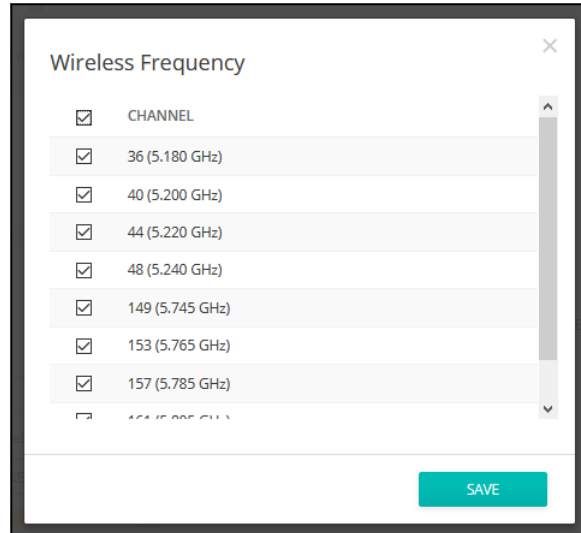 Wireless Frequency
CHANNEL
36 (5.180 GHz)
40 (5.200 GHz)
44 (5.220 GHz)
48 (5.240 GHz)
149 (5.745 GHz)
153 (5.765 GHz)
157 (5.785 GHz)
SAVE